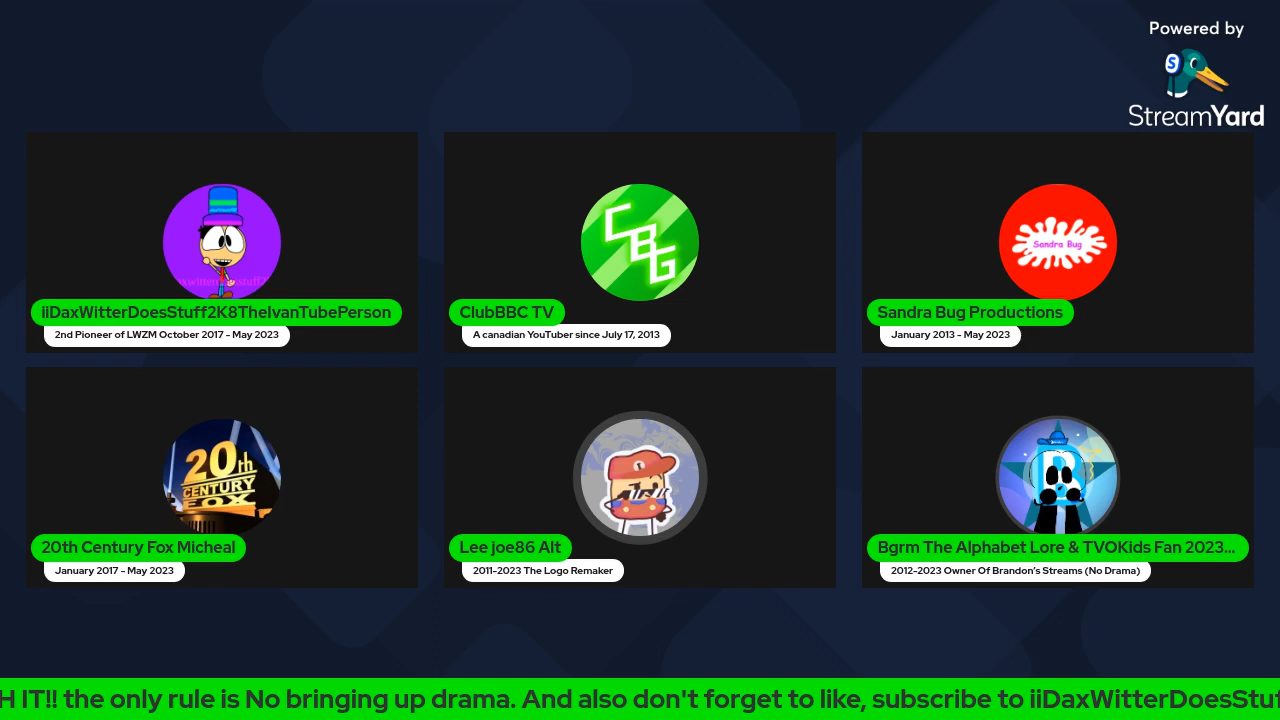 Powered by
StreamYard
CBG
Sandra Bug
iiDaxWitterDoesStuff2K8TheIvanTubePerson
2nd Pioneer of LWZM October 2017 - May 2023
ClubBBC TV
A canadian YouTuber since July 17, 2013
Sandra Bug Productions
January 2013 - May 2023
20th
CENTURY
FOX
20th Century Fox Micheal
January 2017 - May 2023
Lee joe86 Alt
2011-2023 The Logo Remaker
Bgrm The Alphabet Lore & TVOKids Fan 2023...
2012-2023 Owner Of Brandon's Streams (No Drama)
H IT!! the only rule is No bringing up drama. And also don't forget to like, subscribe to iiDaxWitterDoesStuf